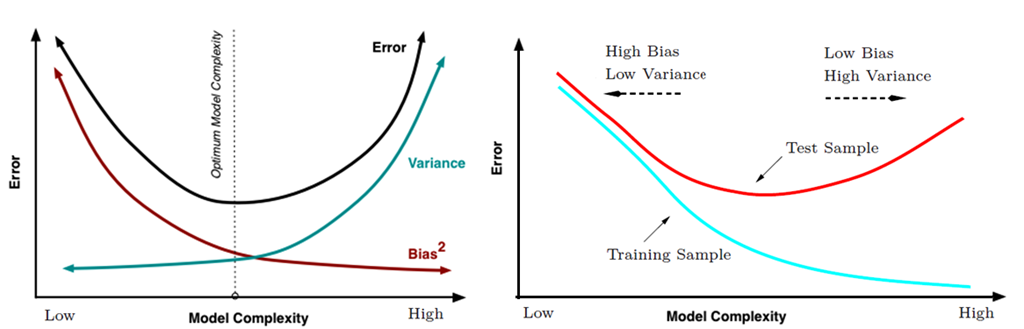 Error
Optimum Model Complexity
Error
Variance
Bias2
Low
Model Complexity
High
Error
High Bias
Low Variance
Low Bias
High Variance
Test Sample
Training Sample
Low
Model Complexity
High